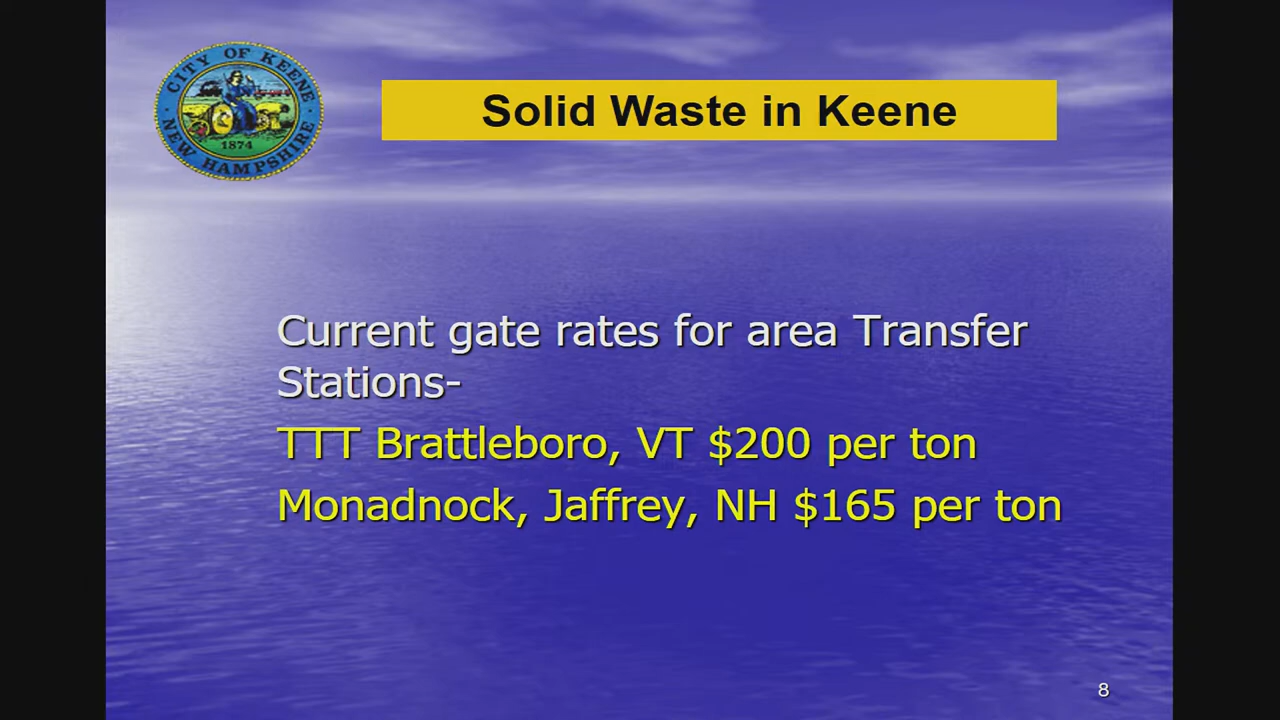 CITY OF KEENE
NEW HAMPSHIRE
1874
Solid Waste in Keene
Current gate rates for area Transfer
Stations-
TTT Brattleboro, VT $200 per ton
Monadnock, Jaffrey, NH $165 per ton
8